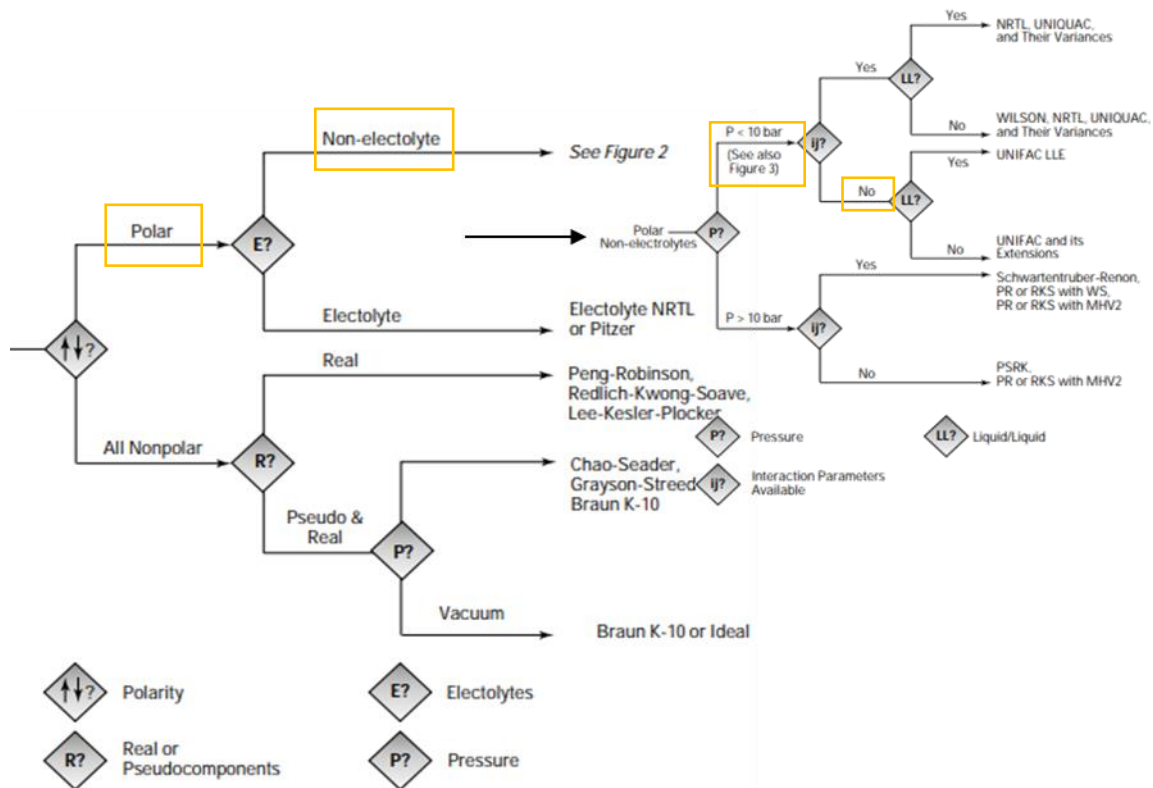 Polar
Non-electolyte
See Figure 2
E?
Electolyte
Electolyte NRTL
or Pitzer
?
All Nonpolar
R?
Real
Peng-Robinson,
Redlich-Kwong-Soave,
Lee-Kesler-Plocker
Pseudo &
Real
P?
Chao-Seader,
Grayson-Streed
Braun K-10
Vacuum
Braun K-10 or Ideal
?
Polarity
E?
Electolytes
R?
Real or
Pseudocomponents
P?
Pressure
Polar
Non-electrolytes
P?
P < 10 bar
(See also
Figure 3)
ij?
Yes
LL?
Yes
NRTL, UNIQUAC,
and Their Variances
No
WILSON, NRTL, UNIQUAC,
and Their Variances
No
LL?
Yes
UNIFAC LLE
No
UNIFAC and its
Extensions
P > 10 bar
ij?
Yes
Schwartentruber-Renon,
PR or RKS with WS,
PR or RKS with MHV2
No
PSRK,
PR or RKS with MHV2
P?
Pressure
LL?
Liquid/Liquid
ij?
Interaction Parameters
Available